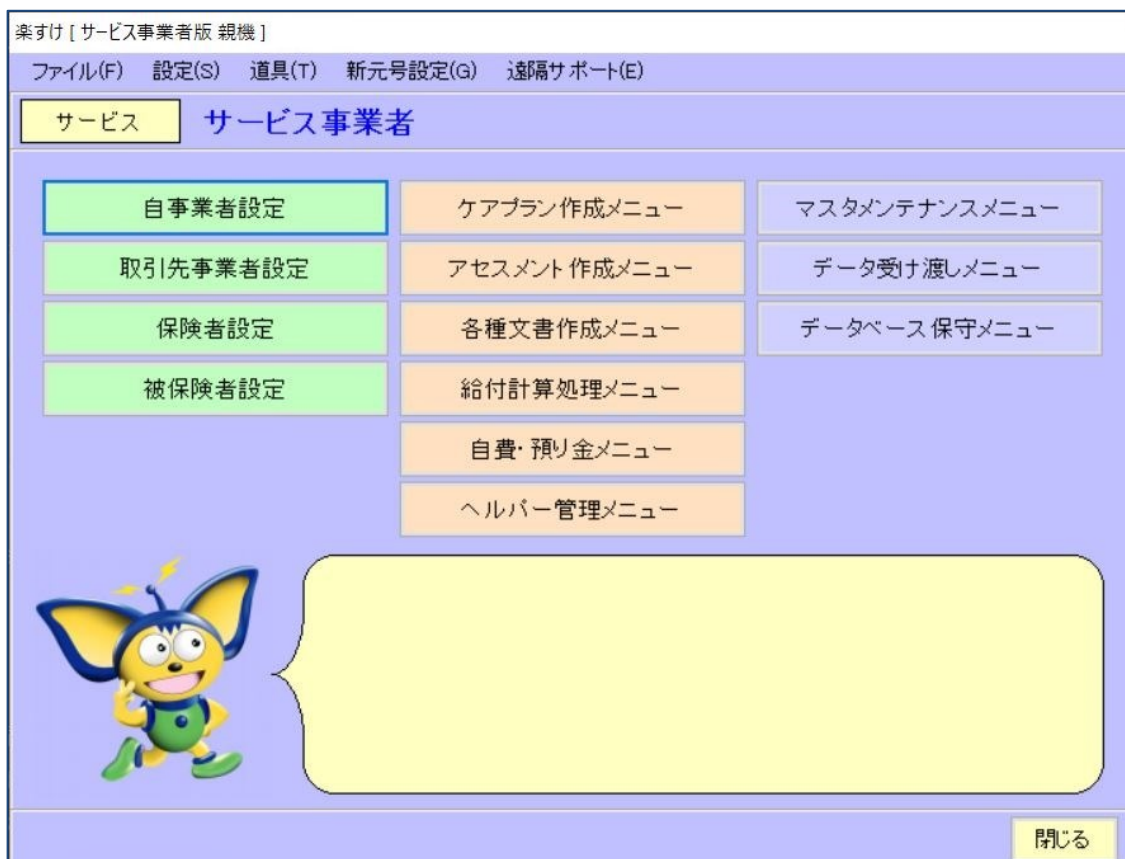 楽すけ [ サービス事業者版 親機 ]
ファイル(F) 設定(S) 道具(T) 新元号設定(G) 遠隔サポート(E)
サービス サービス事業者
自事業者設定 ケアプラン作成メニュー マスタメンテナンスメニュー
取引先事業者設定 アセスメント作成メニュー データ受け渡しメニュー
保険者設定 各種文書作成メニュー データベース保守メニュー
被保険者設定 給付計算処理メニュー
自費・預り金メニュー
ヘルパー管理メニュー
閉じる